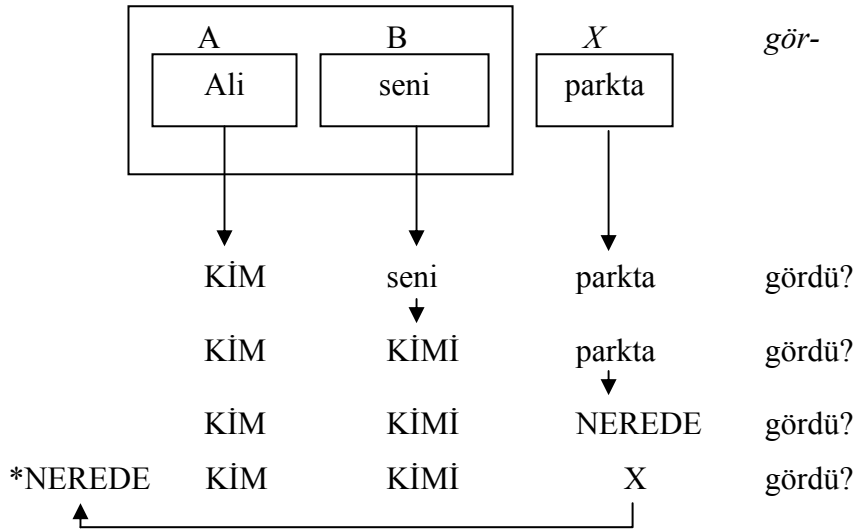 A B X gör-
Ali seni parkta
KİM seni parkta gördü?
KİM KİMİ parkta gördü?
KİM KİMİ NEREDE gördü?
*NEREDE KİM KİMİ X gördü?